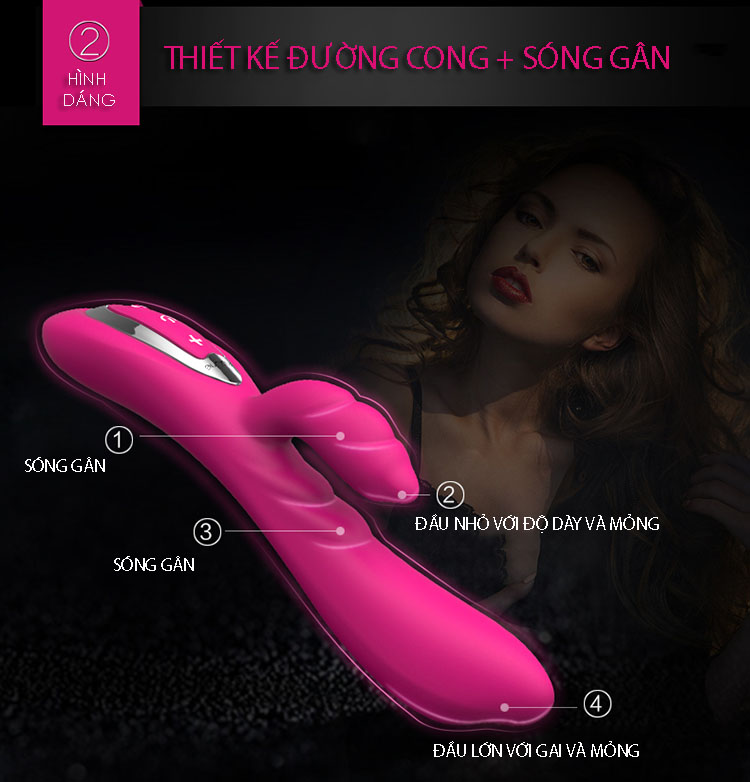 2
HÌNH
DÁNG
THIẾT KẾ ĐƯỜNG CONG + SÓNG GÂN
1
SÓNG GÂN
2
ĐẦU NHỎ VỚI ĐỘ DÀY VÀ MỎNG
3
SÓNG GÂN
4
ĐẦU LỚN VỚI GAI VÀ MỎNG